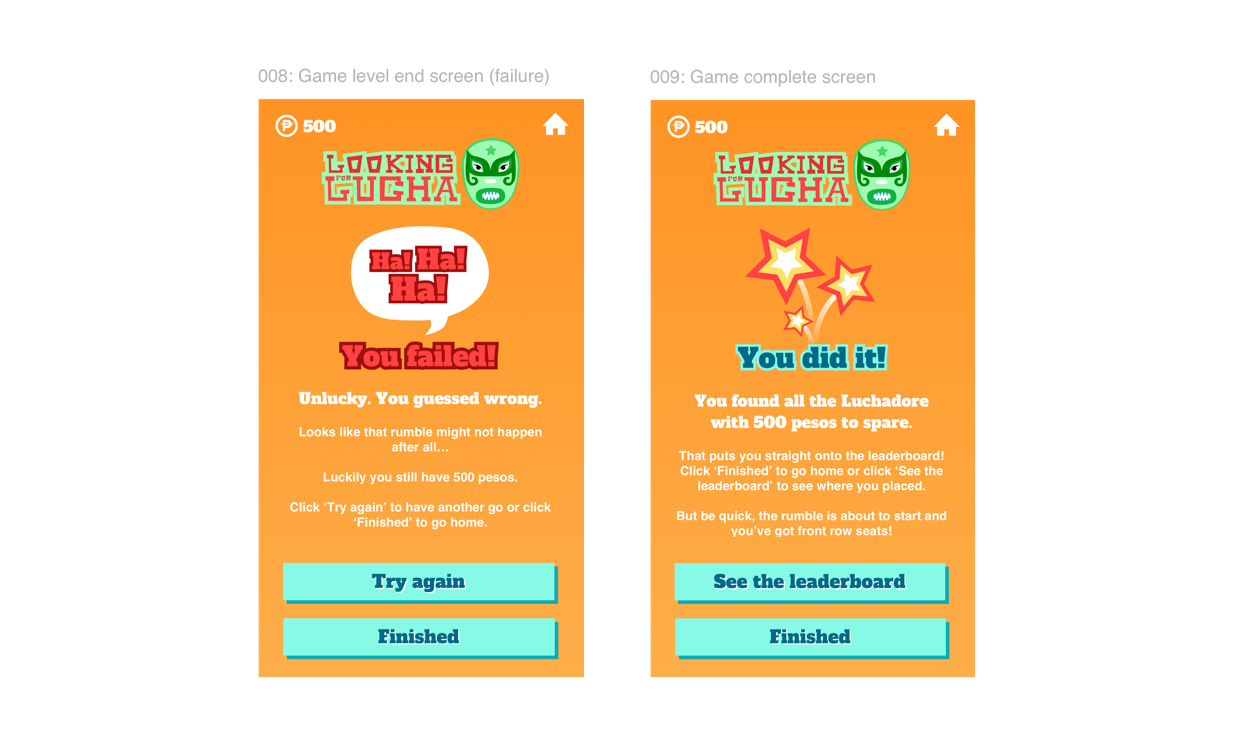 008: Game level end screen (failure)
₱ 500
LOOKING
FOR
GUCHA
Ha! Ha!
Ha!
You failed!
Unlucky. You guessed wrong.
Looks like that rumble might not happen
after all...
Luckily you still have 500 pesos.
Click ‘Try again’ to have another go or click
‘Finished’ to go home.
Try again
Finished
009: Game complete screen
₱ 500
LOOKING
FOR
GUCHA
You did it!
You found all the Luchadore
with 500 pesos to spare.
That puts you straight onto the leaderboard!
Click ‘Finished’ to go home or click ‘See the
leaderboard’ to see where you placed.
But be quick, the rumble is about to start and
you’ve got front row seats!
See the leaderboard
Finished